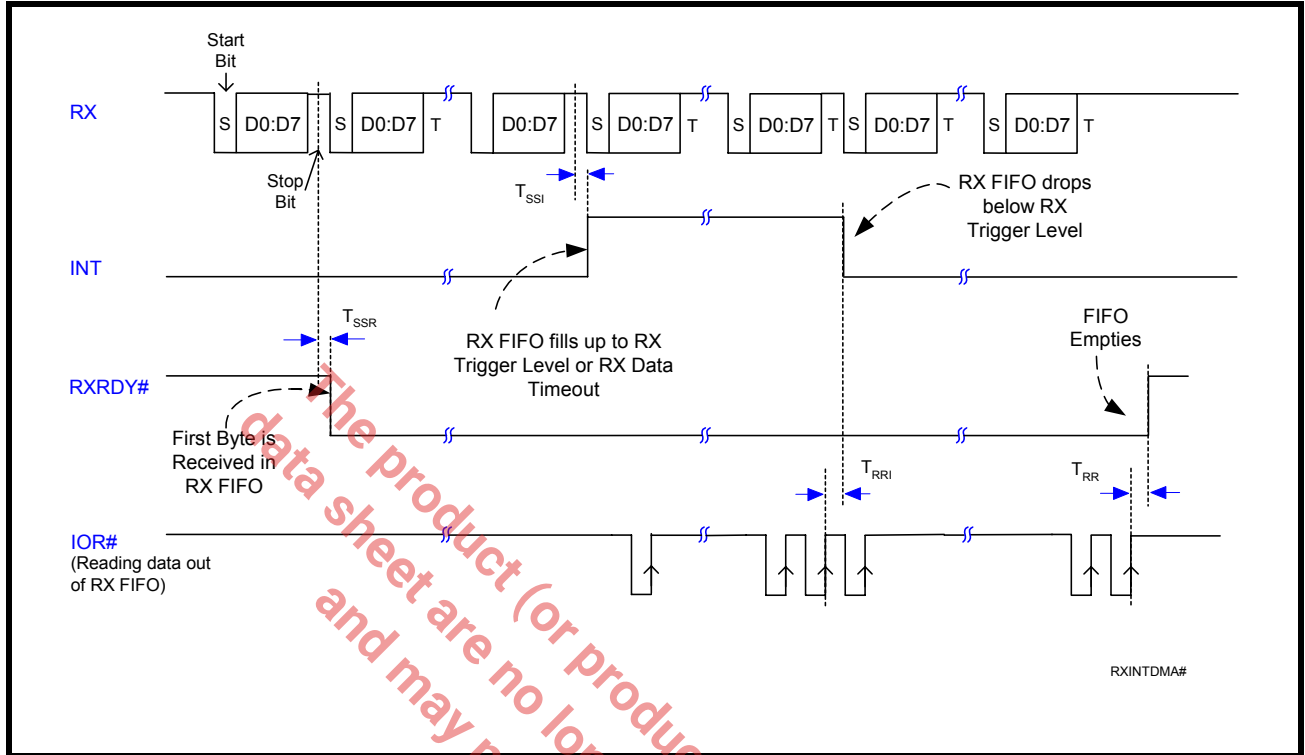 Start
Bit
RX
S D0:D7 S D0:D7 T D0:D7 S D0:D7 T S D0:D7 T S D0:D7 T S D0:D7 T
Stop
Bit
TSSI
RX FIFO drops
below RX
Trigger Level
INT
TSSR
RX FIFO fills up to RX
Trigger Level or RX Data
Timeout
FIFO
Empties
RXRDY#
First Byte is
Received in
RX FIFO
TRRI
TRR
IOR#
(Reading data out
of RX FIFO)
RXINTDMA#
The product (or produc
data sheet are no lon
and may n